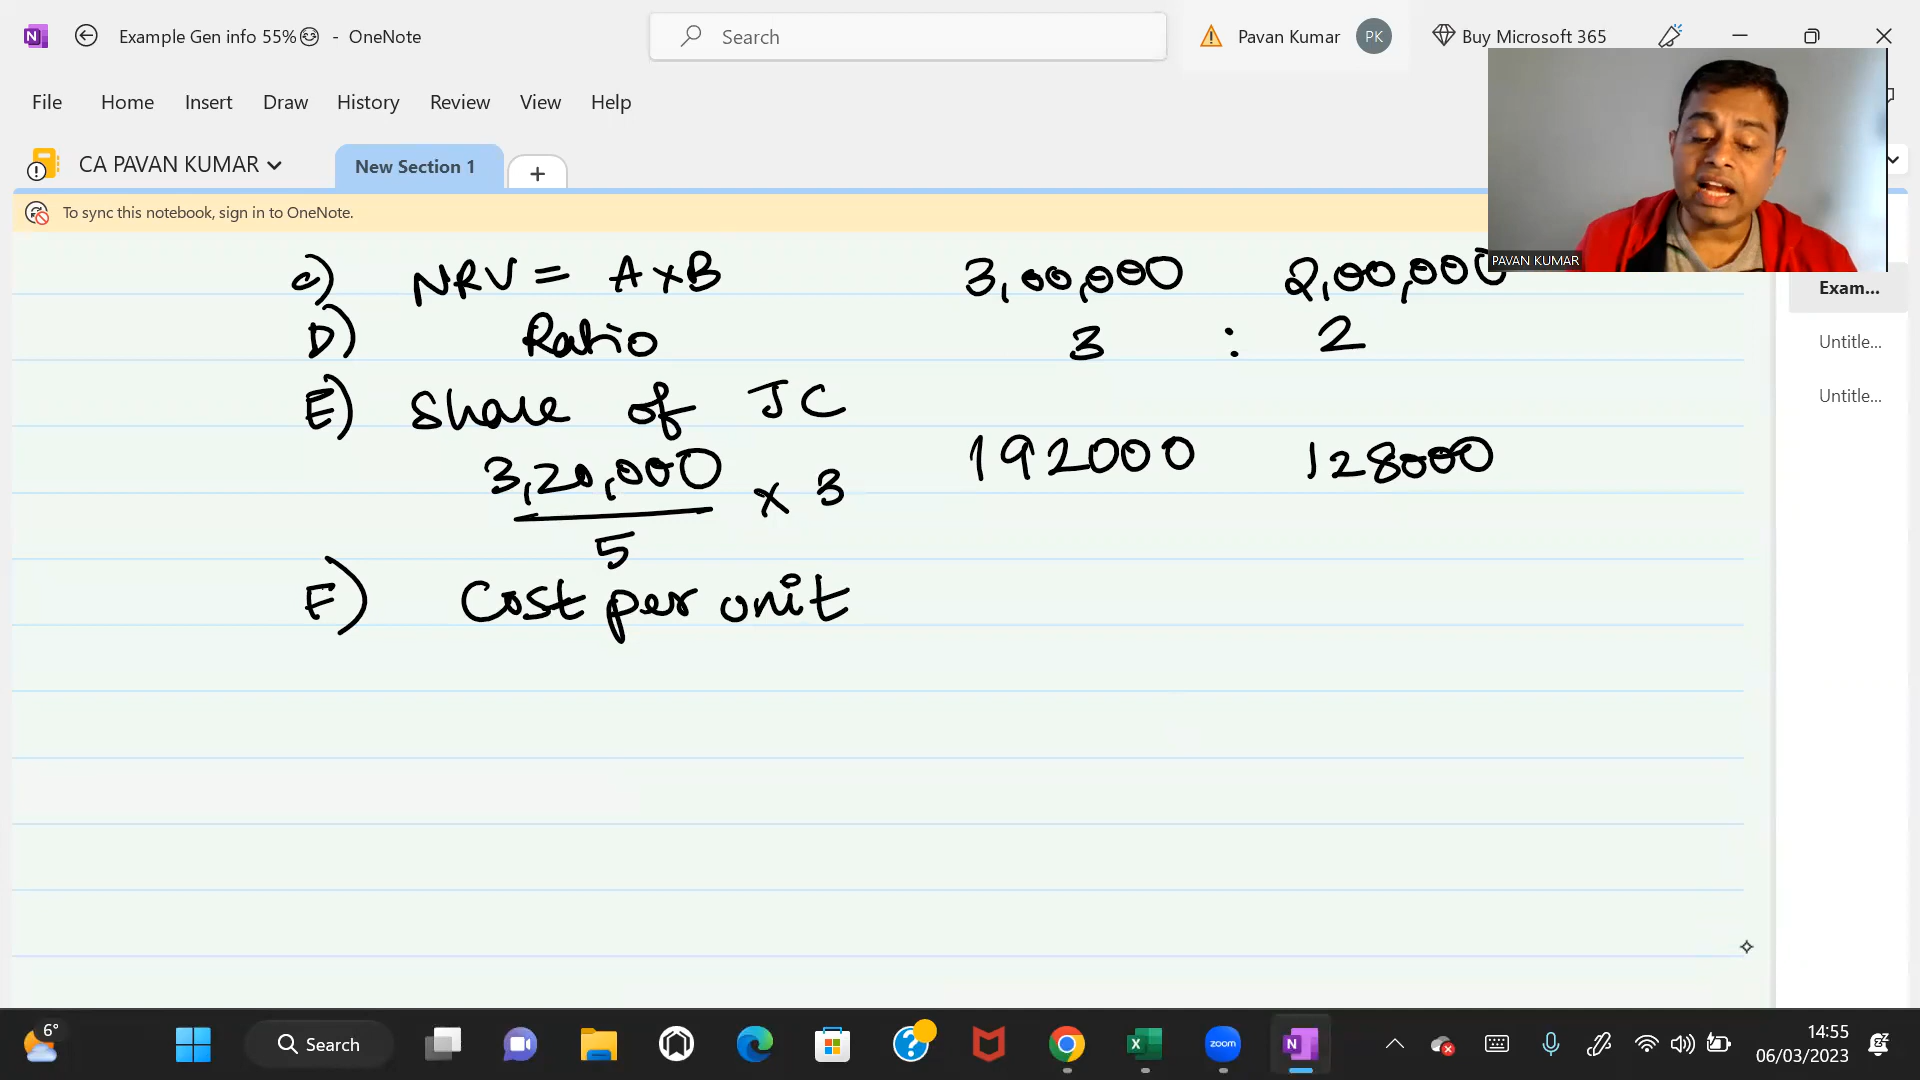 Example Gen info 55%😊 - OneNote
Search
Pavan Kumar
PK
Buy Microsoft 365
File Home Insert Draw History Review View Help
CA PAVAN KUMAR
New Section 1
+
To sync this notebook, sign in to OneNote.
PAVAN KUMAR
Exam...
Untitle...
Untitle...
c) NRV = A×B 3,00,000 2,00,000
D) Ratio 3 : 2
E) Share of JC
192000 128000
3,20,000 × 3
5
F) Cost per unit
6°
Search
zoom
14:55
06/03/2023